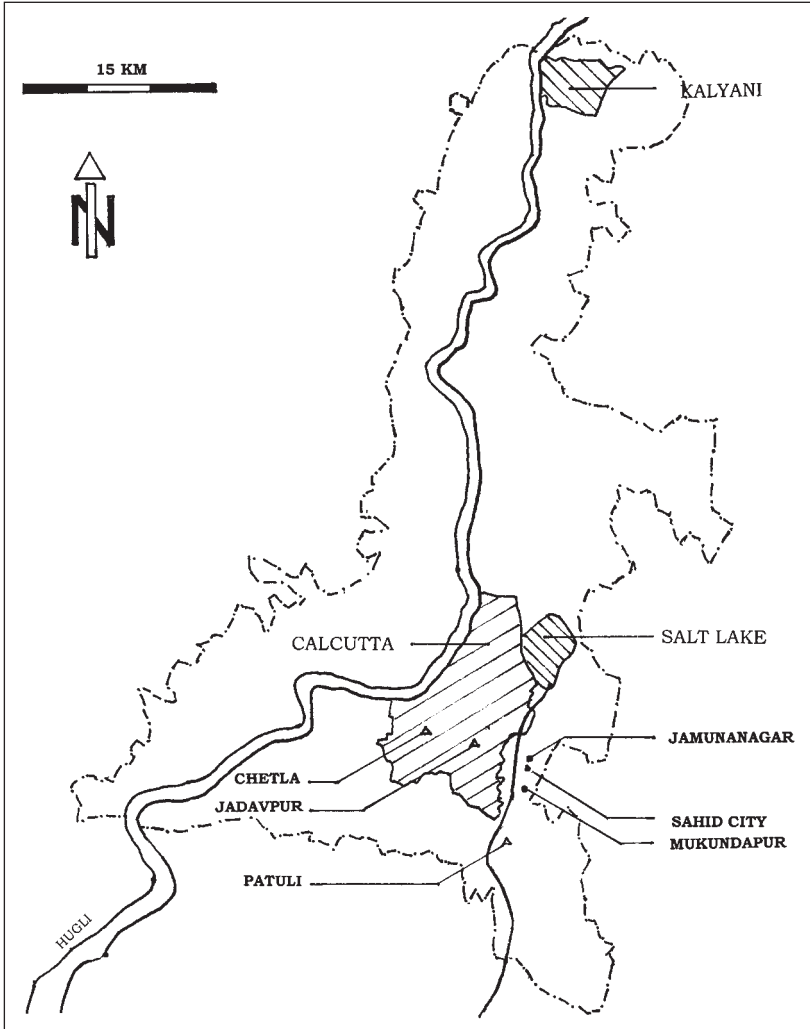 15 KM
KALYANI
N
CALCUTTA
SALT LAKE
JAMUNANAGAR
CHETLA
JADAVPUR
SAHID CITY
MUKUNDAPUR
PATULI
HUGLI